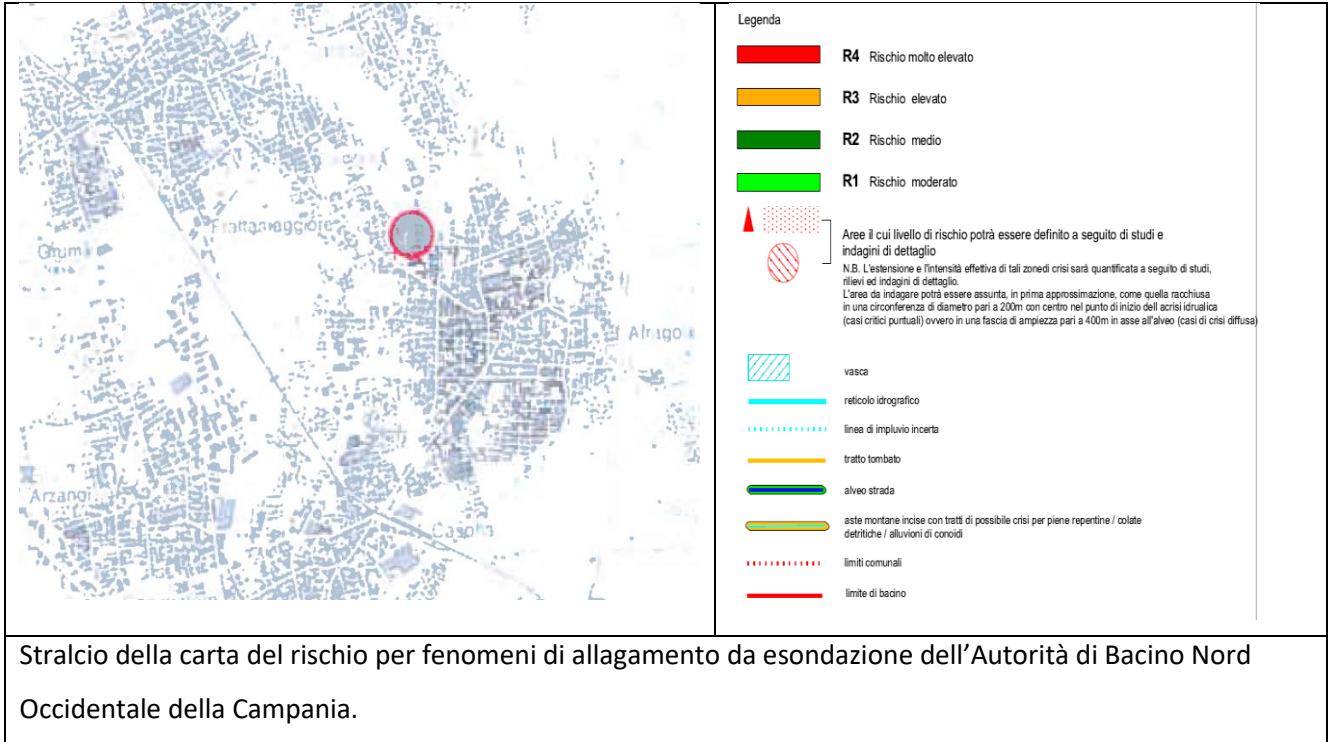 Frattamaggiore
Grum
Afrago
Arzano
Casoria
Legenda
R4 Rischio molto elevato
R3 Rischio elevato
R2 Rischio medio
R1 Rischio moderato
Aree il cui livello di rischio potrà essere definito a seguito di studi e
indagini di dettaglio
N.B. L'estensione e l'intensità effettiva di tali zonedi crisi sarà quantificata a seguito di studi,
rilievi ed indagini di dettaglio.
L'area da indagare potrà essere assunta, in prima approssimazione, come quella racchiusa
in una circonferenza di diametro pari a 200m con centro nel punto di inizio dell acrisi idrualica
(casi critici puntuali) ovvero in una fascia di ampiezza pari a 400m in asse all'alveo (casi di crisi diffusa)
vasca
reticolo idrografico
linea di impluvio incerta
tratto tombato
alveo strada
aste montane incise con tratti di possibile crisi per piene repentine / colate
detritiche / alluvioni di conoidi
limiti comunali
limite di bacino
Stralcio della carta del rischio per fenomeni di allagamento da esondazione dell’Autorità di Bacino Nord
Occidentale della Campania.